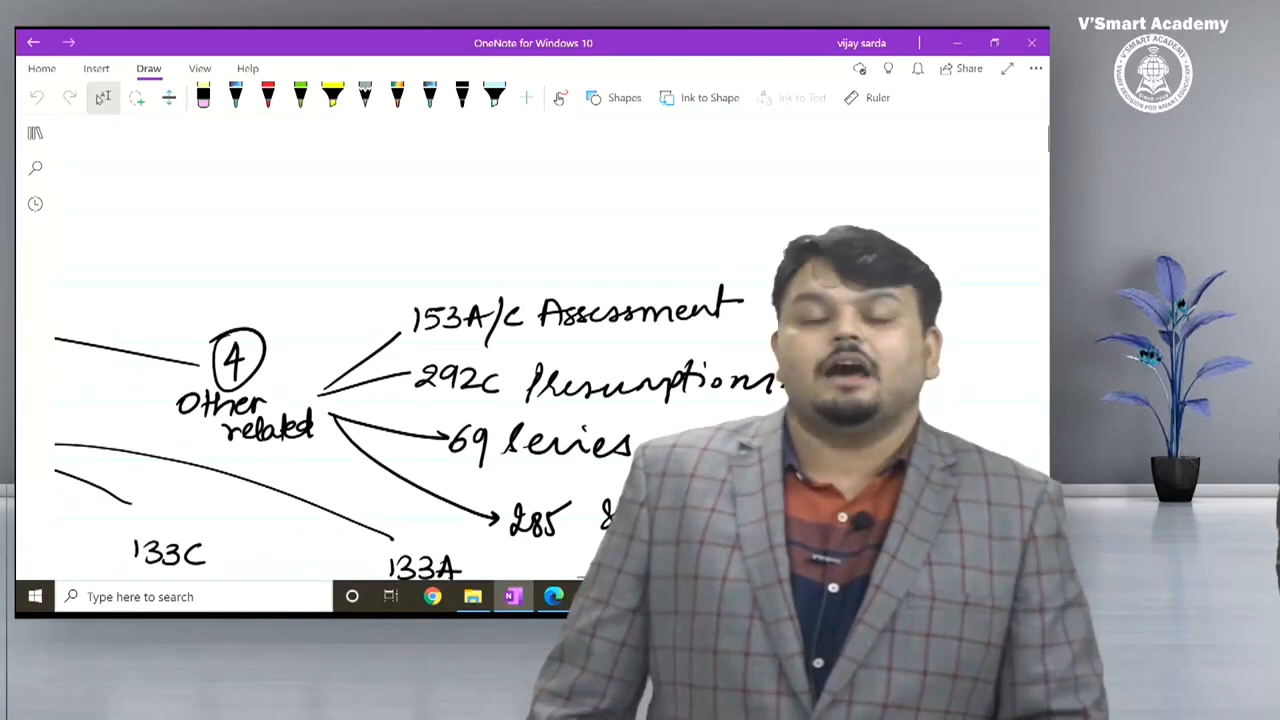 V'Smart Academy
OneNote for Windows 10
vijay sarda
Home Insert Draw View Help
Share
Shapes Ink to Shape Ink to Text Ruler
153A/C Assessment
4
292C Presumptions
Other
related
69 Series
285
133C
133A
Type here to search